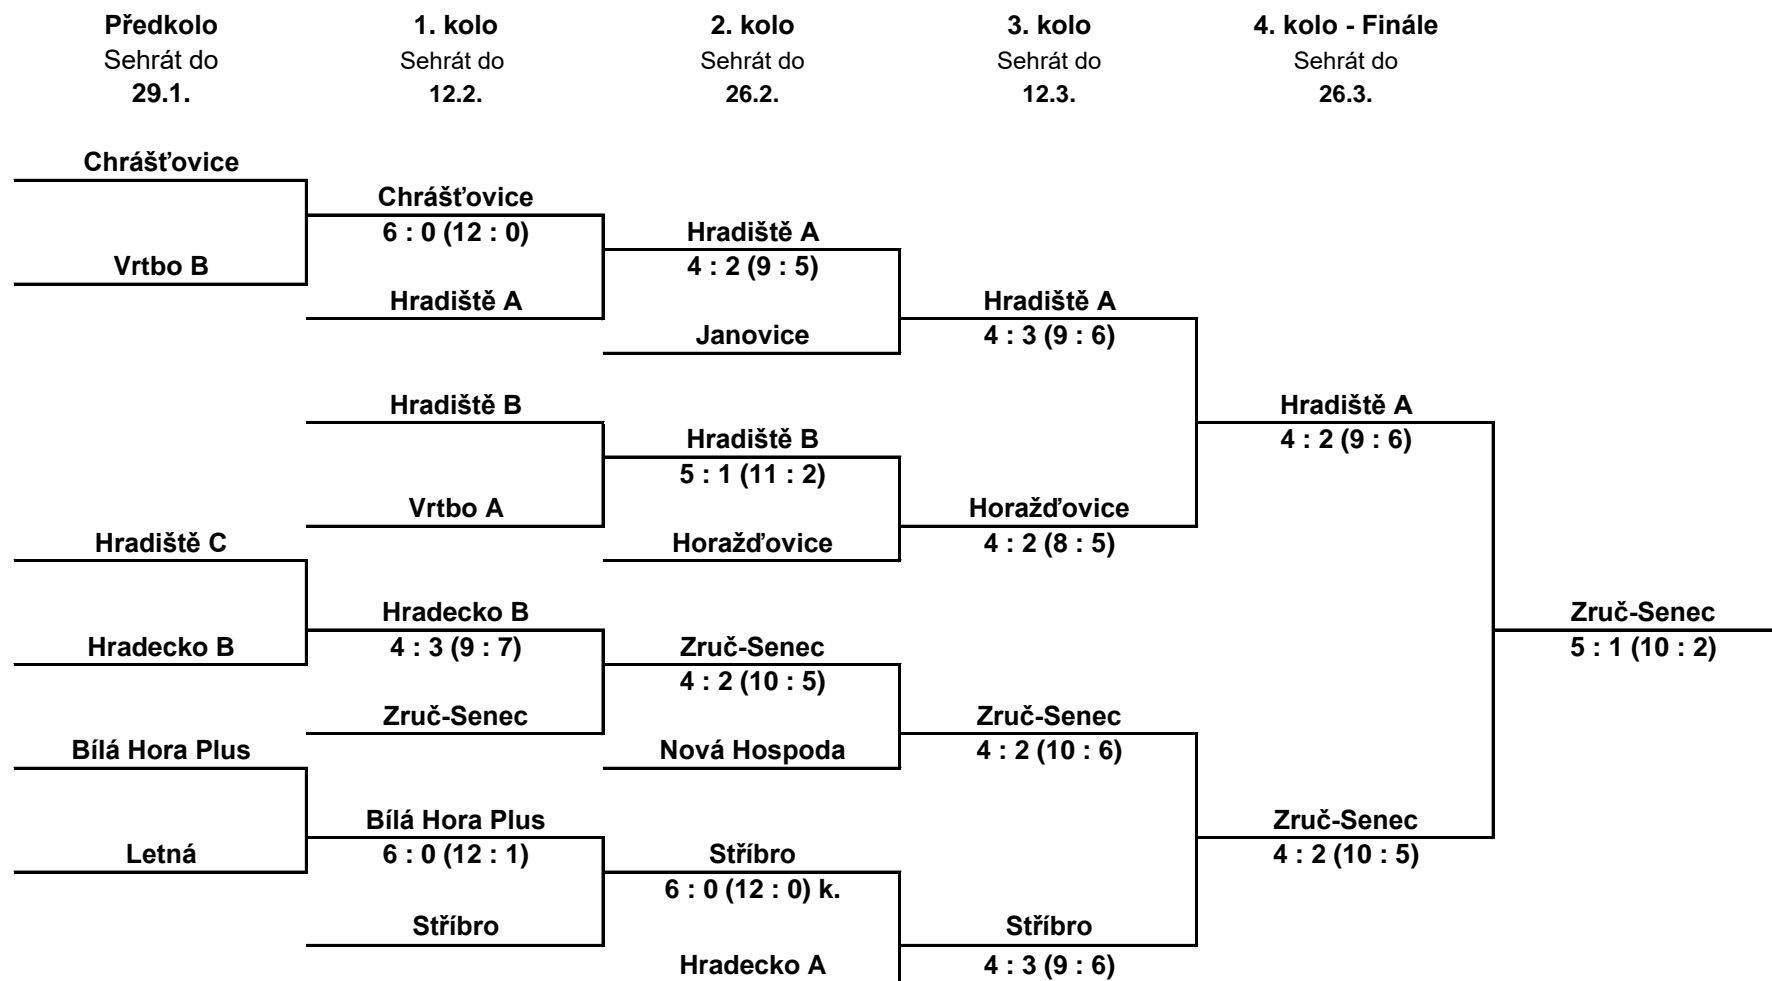 Předkolo 1. kolo 2. kolo 3. kolo 4. kolo - Finále
Sehrát do Sehrát do Sehrát do Sehrát do Sehrát do
29.1. 12.2. 26.2. 12.3. 26.3.
Chrášťovice
Chrášťovice
6 : 0 (12 : 0) Hradiště A
Vrtbo B 4 : 2 (9 : 5)
Hradiště A Hradiště A
Janovice 4 : 3 (9 : 6)
Hradiště B Hradiště A
Hradiště B 4 : 2 (9 : 6)
5 : 1 (11 : 2)
Vrtbo A Horažďovice
Hradiště C Horažďovice 4 : 2 (8 : 5)
Hradecko B Zruč-Senec
Hradecko B 4 : 3 (9 : 7) Zruč-Senec 5 : 1 (10 : 2)
4 : 2 (10 : 5)
Zruč-Senec Zruč-Senec
Bílá Hora Plus Nová Hospoda 4 : 2 (10 : 6)
Bílá Hora Plus Zruč-Senec
Letná 6 : 0 (12 : 1) Stříbro 4 : 2 (10 : 5)
6 : 0 (12 : 0) k.
Stříbro Stříbro
Hradecko A 4 : 3 (9 : 6)